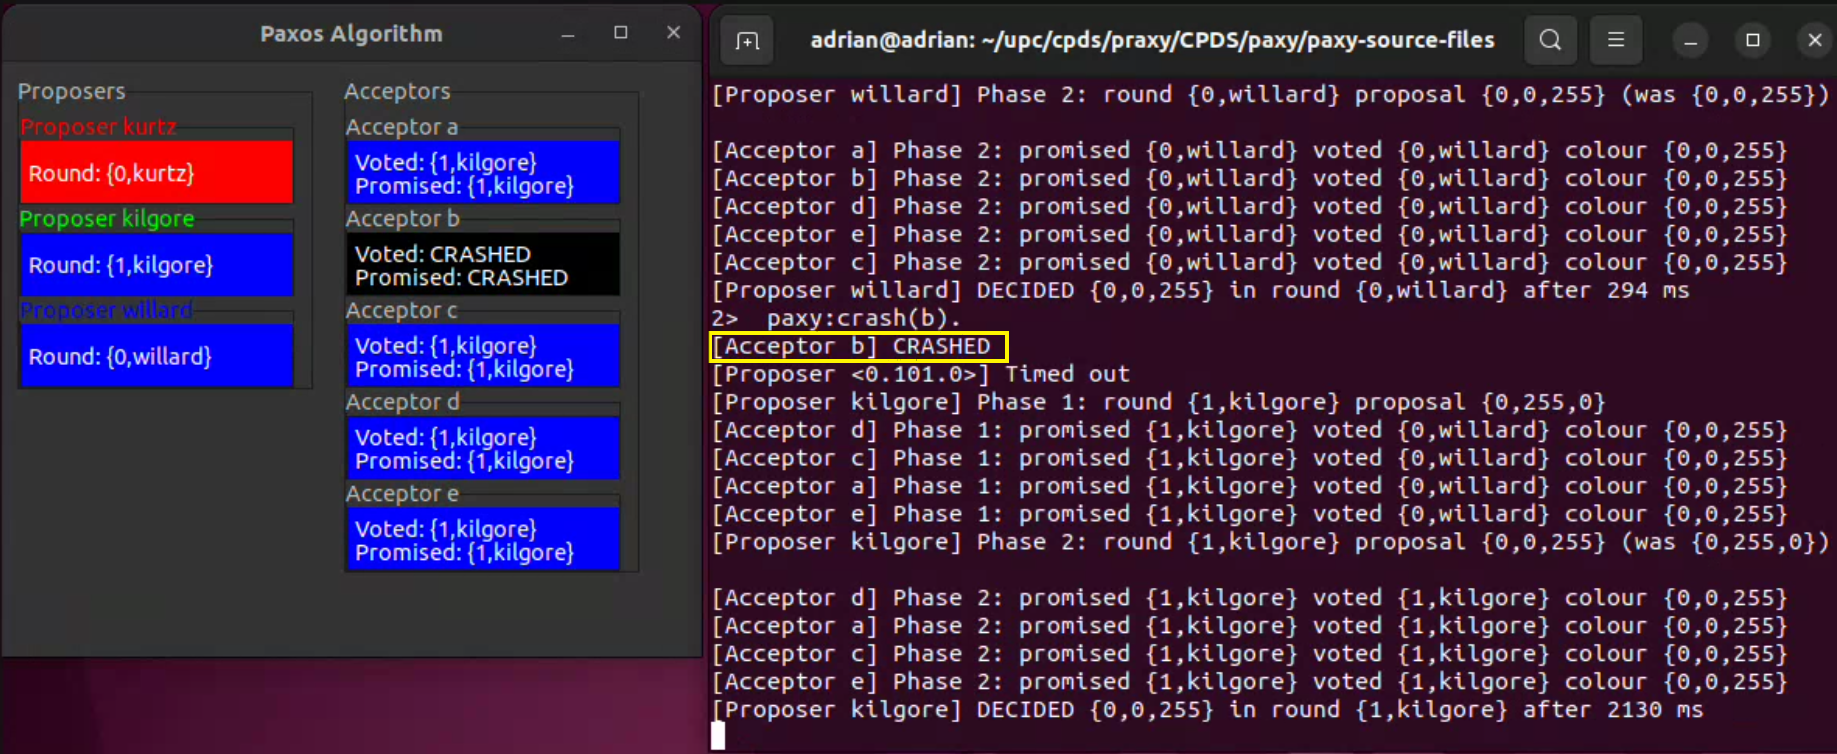 Paxos Algorithm
Proposers
Proposer kurtz
Round: {0,kurtz}
Proposer kilgore
Round: {1,kilgore}
Proposer willard
Round: {0,willard}
Acceptors
Acceptor a
Voted: {1,kilgore}
Promised: {1,kilgore}
Acceptor b
Voted: CRASHED
Promised: CRASHED
Acceptor c
Voted: {1,kilgore}
Promised: {1,kilgore}
Acceptor d
Voted: {1,kilgore}
Promised: {1,kilgore}
Acceptor e
Voted: {1,kilgore}
Promised: {1,kilgore}
adrian@adrian: ~/upc/cpds/praxy/CPDS/paxy/paxy-source-files
[Proposer willard] Phase 2: round {0,willard} proposal {0,0,255} (was {0,0,255})
[Acceptor a] Phase 2: promised {0,willard} voted {0,willard} colour {0,0,255}
[Acceptor b] Phase 2: promised {0,willard} voted {0,willard} colour {0,0,255}
[Acceptor d] Phase 2: promised {0,willard} voted {0,willard} colour {0,0,255}
[Acceptor e] Phase 2: promised {0,willard} voted {0,willard} colour {0,0,255}
[Acceptor c] Phase 2: promised {0,willard} voted {0,willard} colour {0,0,255}
[Proposer willard] DECIDED {0,0,255} in round {0,willard} after 294 ms
2>  paxy:crash(b).
[Acceptor b] CRASHED
[Proposer <0.101.0>] Timed out
[Proposer kilgore] Phase 1: round {1,kilgore} proposal {0,255,0}
[Acceptor d] Phase 1: promised {1,kilgore} voted {0,willard} colour {0,0,255}
[Acceptor c] Phase 1: promised {1,kilgore} voted {0,willard} colour {0,0,255}
[Acceptor a] Phase 1: promised {1,kilgore} voted {0,willard} colour {0,0,255}
[Acceptor e] Phase 1: promised {1,kilgore} voted {0,willard} colour {0,0,255}
[Proposer kilgore] Phase 2: round {1,kilgore} proposal {0,0,255} (was {0,255,0})
[Acceptor d] Phase 2: promised {1,kilgore} voted {1,kilgore} colour {0,0,255}
[Acceptor a] Phase 2: promised {1,kilgore} voted {1,kilgore} colour {0,0,255}
[Acceptor c] Phase 2: promised {1,kilgore} voted {1,kilgore} colour {0,0,255}
[Acceptor e] Phase 2: promised {1,kilgore} voted {1,kilgore} colour {0,0,255}
[Proposer kilgore] DECIDED {0,0,255} in round {1,kilgore} after 2130 ms